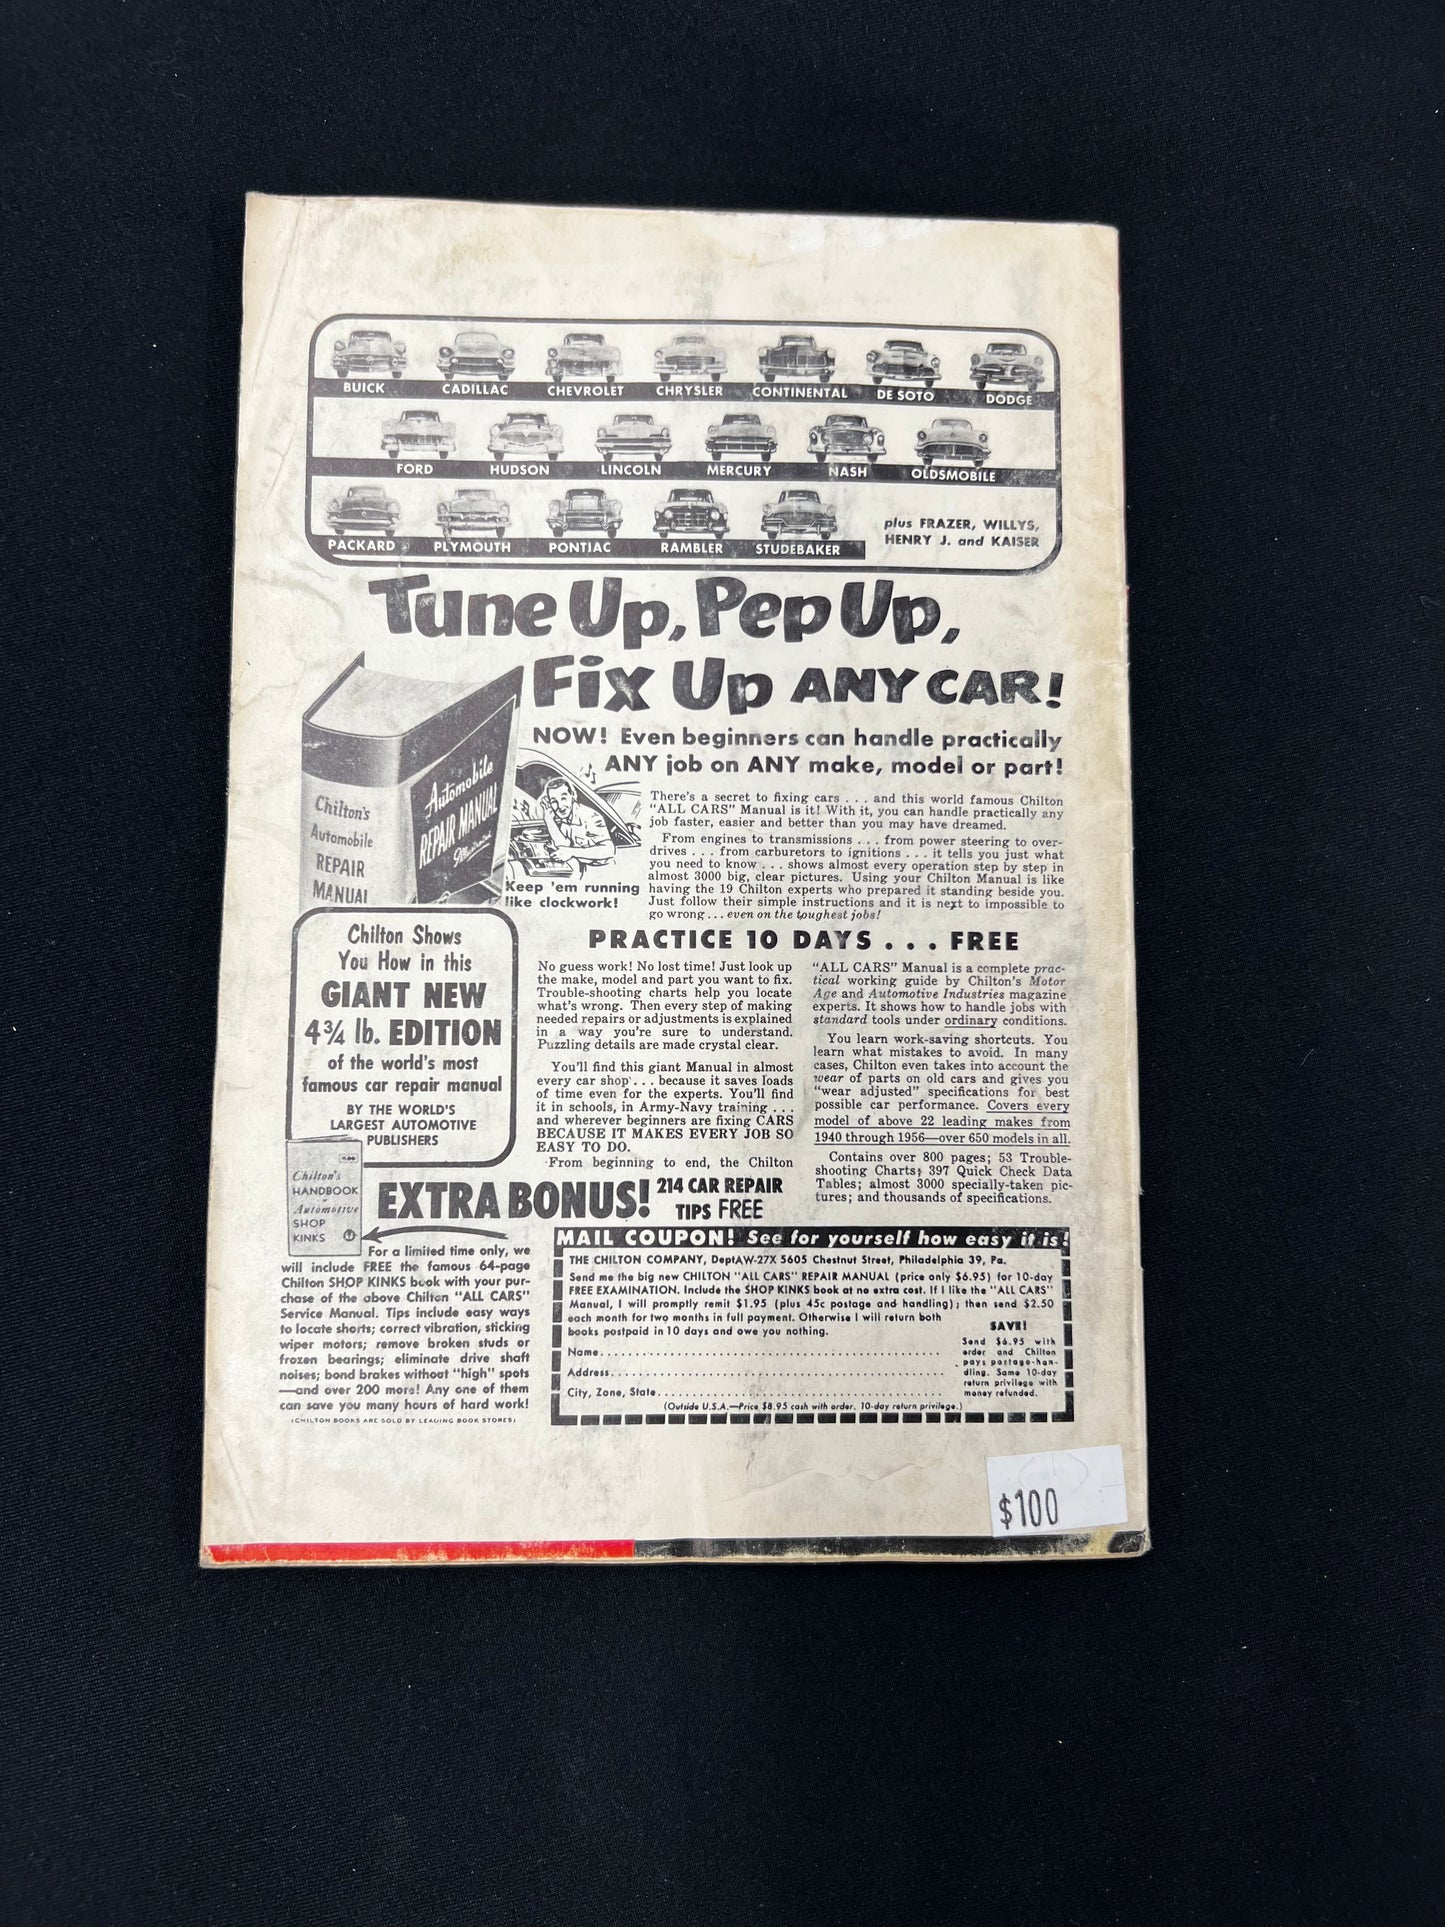 BUICK CADILLAC CHEVROLET CHRYSLER CONTINENTAL DE SOTO DODGE
FORD HUDSON LINCOLN MERCURY NASH OLDSMOBILE
PACKARD PLYMOUTH PONTIAC RAMBLER STUDEBAKER
plus FRAZER, WILLYS,
HENRY J. and KAISER
Tune Up, Pep Up,
Fix Up ANY CAR!
NOW! Even beginners can handle practically
ANY job on ANY make, model or part!
Chilton's
Automobile
REPAIR
MANUAL
Automobile
REPAIR MANUAL
Illustrated
Keep 'em running
like clockwork!
There's a secret to fixing cars . . . and this world famous Chilton
"ALL CARS" Manual is it! With it, you can handle practically any
job faster, easier and better than you may have dreamed.
From engines to transmissions . . . from power steering to over-
drives . . . from carburetors to ignitions . . . it tells you just what
you need to know . . . shows almost every operation step by step in
almost 3000 big, clear pictures. Using your Chilton Manual is like
having the 19 Chilton experts who prepared it standing beside you.
Just follow their simple instructions and it is next to impossible to
go wrong . . . even on the toughest jobs!
Chilton Shows
You How in this
GIANT NEW
4¾ lb. EDITION
of the world's most
famous car repair manual
BY THE WORLD'S
LARGEST AUTOMOTIVE
PUBLISHERS
PRACTICE 10 DAYS . . . FREE
No guess work! No lost time! Just look up
the make, model and part you want to fix.
Trouble-shooting charts help you locate
what's wrong. Then every step of making
needed repairs or adjustments is explained
in a way you're sure to understand.
Puzzling details are made crystal clear.
You'll find this giant Manual in almost
every car shop . . . because it saves loads
of time even for the experts. You'll find
it in schools, in Army-Navy training . . .
and wherever beginners are fixing CARS
BECAUSE IT MAKES EVERY JOB SO
EASY TO DO.
From beginning to end, the Chilton
"ALL CARS" Manual is a complete prac-
tical working guide by Chilton's Motor
Age and Automotive Industries magazine
experts. It shows how to handle jobs with
standard tools under ordinary conditions.
You learn work-saving shortcuts. You
learn what mistakes to avoid. In many
cases, Chilton even takes into account the
wear of parts on old cars and gives you
"wear adjusted" specifications for best
possible car performance. Covers every
model of above 22 leading makes from
1940 through 1956—over 650 models in all.
Contains over 800 pages; 53 Trouble-
shooting Charts; 397 Quick Check Data
Tables; almost 3000 specially-taken pic-
tures; and thousands of specifications.
Chilton's
HANDBOOK
of
Automotive
SHOP
KINKS
EXTRA BONUS! 214 CAR REPAIR
TIPS FREE
For a limited time only, we
will include FREE the famous 64-page
Chilton SHOP KINKS book with your pur-
chase of the above Chilton "ALL CARS"
Service Manual. Tips include easy ways
to locate shorts; correct vibration, sticking
wiper motors; remove broken studs or
frozen bearings; eliminate drive shaft
noises; bond brakes without "high" spots
—and over 200 more! Any one of them
can save you many hours of hard work!
(CHILTON BOOKS ARE SOLD BY LEADING BOOK STORES)
MAIL COUPON! See for yourself how easy it is!
THE CHILTON COMPANY, Dept AW-27X 5605 Chestnut Street, Philadelphia 39, Pa.
Send me the big new CHILTON "ALL CARS" REPAIR MANUAL (price only $6.95) for 10-day
FREE EXAMINATION. Include the SHOP KINKS book at no extra cost. If I like the "ALL CARS"
Manual, I will promptly remit $1.95 (plus 45c postage and handling); then send $2.50
each month for two months in full payment. Otherwise I will return both
books postpaid in 10 days and owe you nothing.
Name
Address
City, Zone, State
SAVE!
Send $6.95 with
order and Chilton
pays postage-han-
dling. Same 10-day
return privilege with
money refunded.
(Outside U.S.A.—Price $8.95 cash with order, 10-day return privilege.)
$100